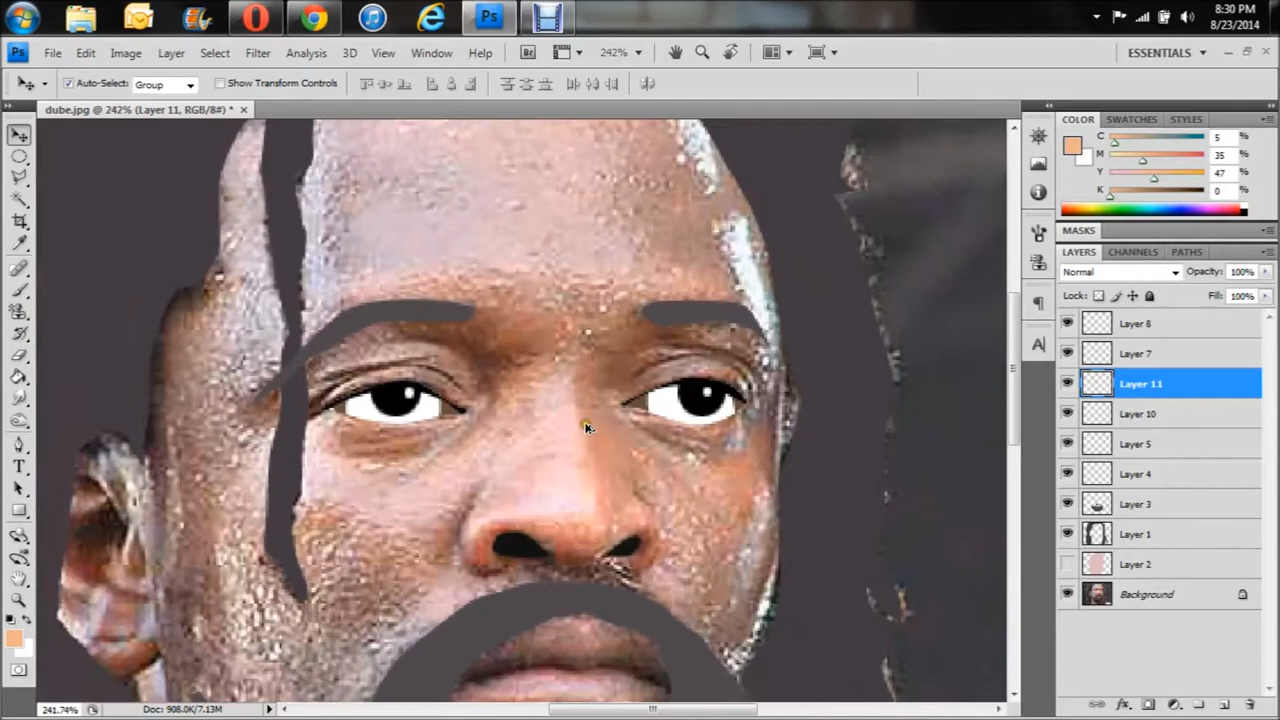 Ps
8:30 PM
8/23/2014
Ps File Edit Image Layer Select Filter Analysis 3D View Window Help Br 242% ESSENTIALS
Auto-Select: Group Show Transform Controls
dube.jpg @ 242% (Layer 11, RGB/8#) *
COLOR SWATCHES STYLES
C 5 %
M 35 %
Y 47 %
K 0 %
MASKS
LAYERS CHANNELS PATHS
Normal Opacity: 100%
Lock: Fill: 100%
Layer 8
Layer 7
Layer 11
Layer 10
Layer 5
Layer 4
Layer 3
Layer 1
Layer 2
Background
241.74% Doc: 908.0K/7.13M